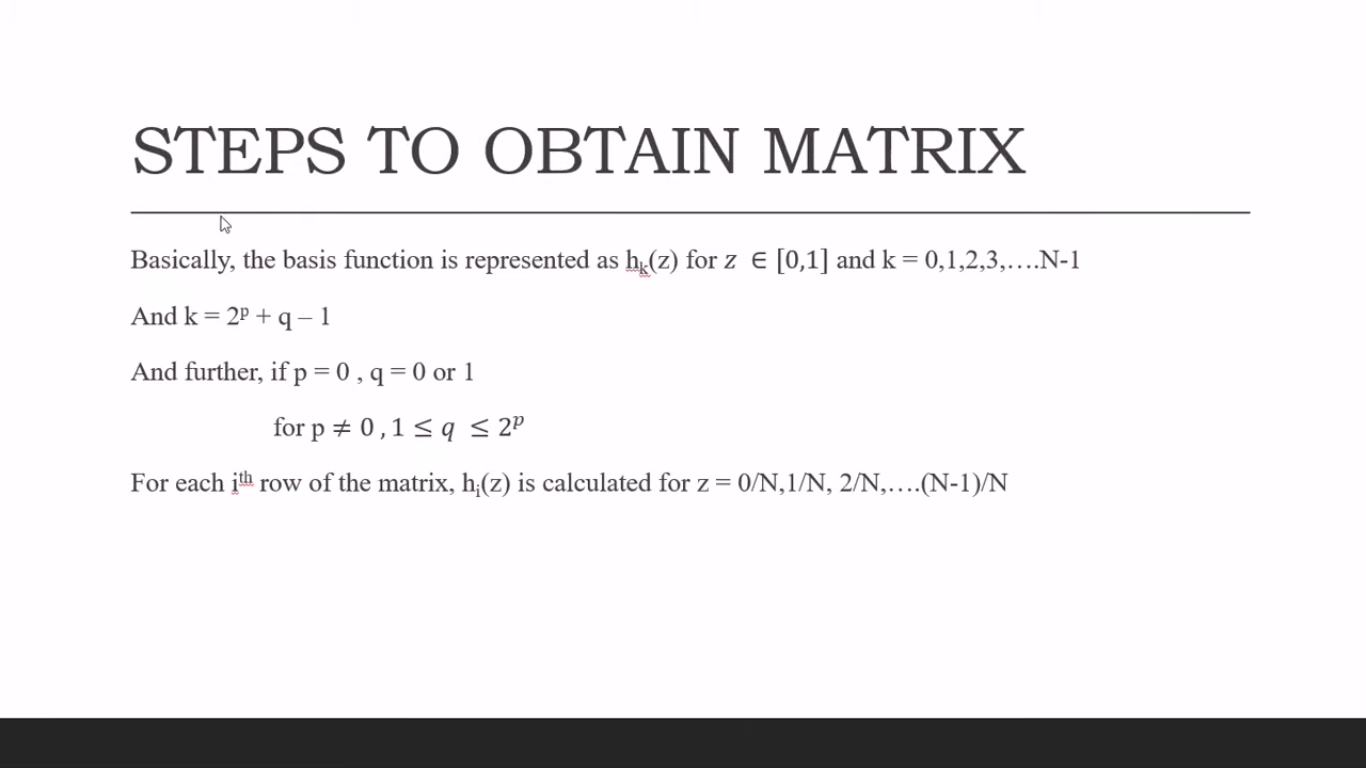 STEPS TO OBTAIN MATRIX
Basically, the basis function is represented as hₖ(z) for z ∈ [0,1] and k = 0,1,2,3,….N-1
And k = 2ᵖ + q – 1
And further, if p = 0 , q = 0 or 1
for p ≠ 0 , 1 ≤ q ≤ 2ᵖ
For each iᵗʰ row of the matrix, hᵢ(z) is calculated for z = 0/N,1/N, 2/N,….(N-1)/N